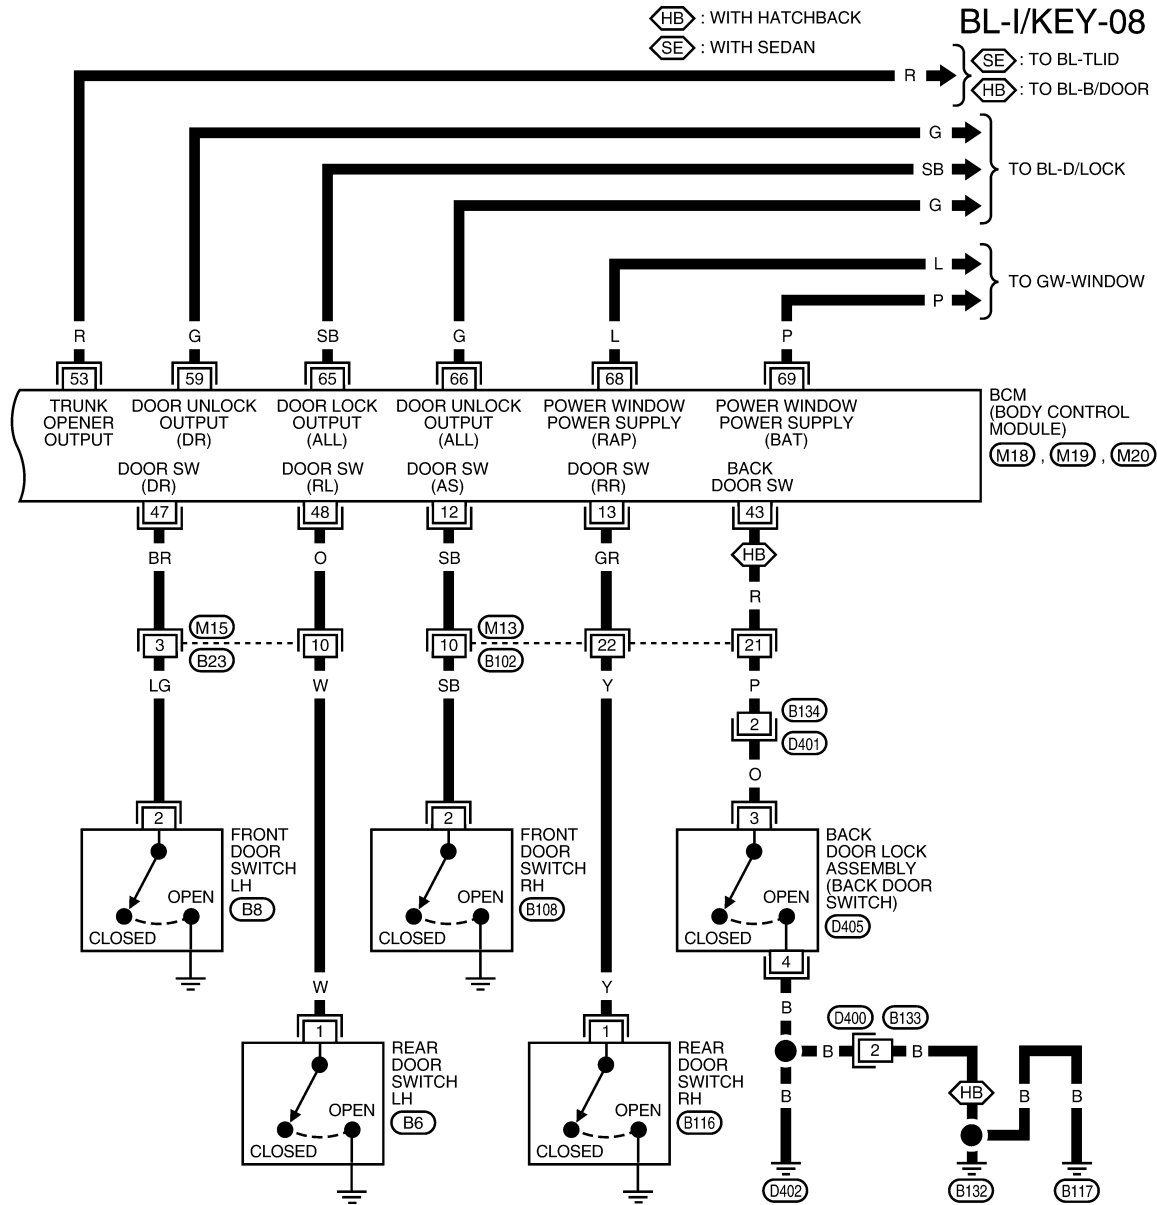 HB : WITH HATCHBACK
SE : WITH SEDAN
BL-I/KEY-08
R
SE : TO BL-TLID
HB : TO BL-B/DOOR
G
SB
G
TO BL-D/LOCK
L
P
TO GW-WINDOW
R G SB G L P
53 59 65 66 68 69
TRUNK OPENER OUTPUT
DOOR UNLOCK OUTPUT (DR)
DOOR LOCK OUTPUT (ALL)
DOOR UNLOCK OUTPUT (ALL)
POWER WINDOW POWER SUPPLY (RAP)
POWER WINDOW POWER SUPPLY (BAT)
BCM
(BODY CONTROL
MODULE)
M18 , M19 , M20
DOOR SW (DR)
DOOR SW (RL)
DOOR SW (AS)
DOOR SW (RR)
BACK DOOR SW
47 48 12 13 43
HB
BR O SB GR
R
M15 M13
3 10 10 22 21
B23 B102
LG W SB Y P
2
B134
D401
O
2 2 3
FRONT
DOOR
SWITCH
LH
B8
OPEN
CLOSED
FRONT
DOOR
SWITCH
RH
B108
OPEN
CLOSED
BACK
DOOR LOCK
ASSEMBLY
(BACK DOOR
SWITCH)
D405
OPEN
CLOSED
4
W Y
B
1 1
REAR
DOOR
SWITCH
LH
B6
OPEN
CLOSED
REAR
DOOR
SWITCH
RH
B116
OPEN
CLOSED
D400 B133
B 2 B
HB
B B B
D402 B132 B117